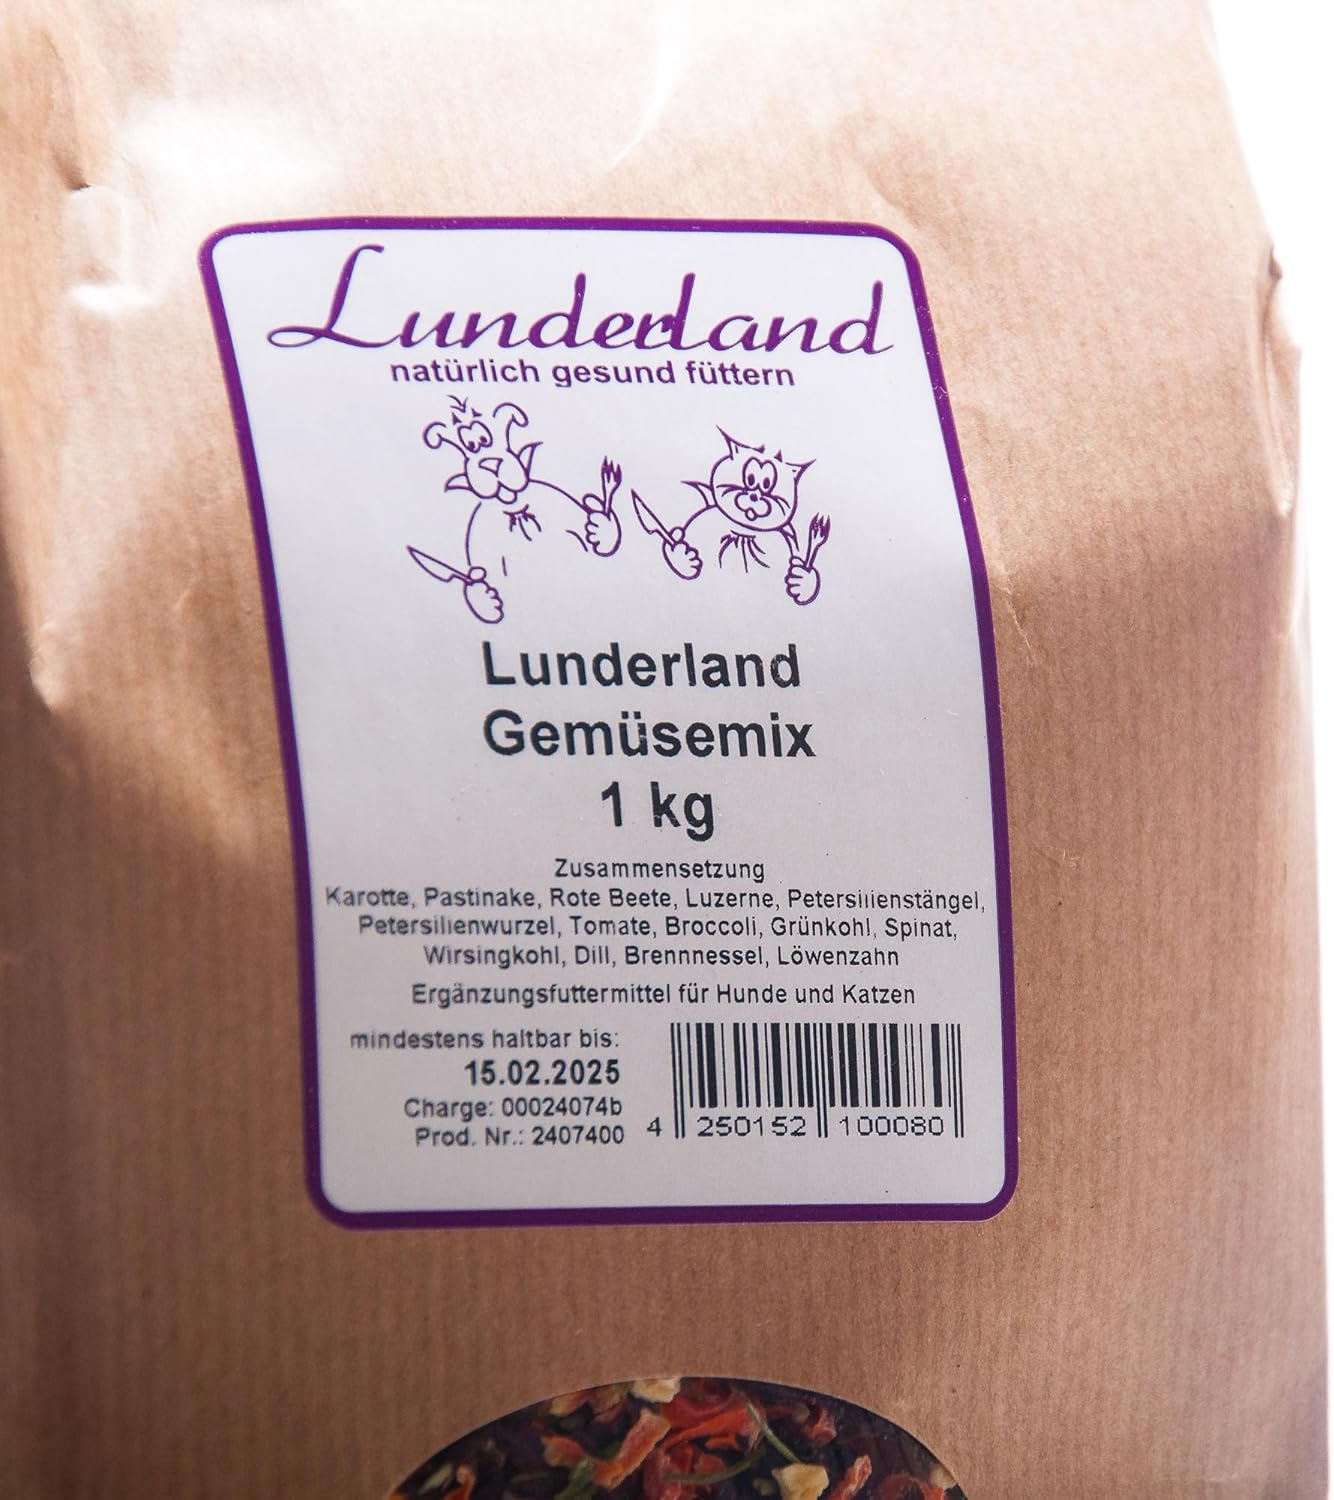 Lunderland
natürlich gesund füttern
Lunderland
Gemüsemix
1 kg
Zusammensetzung
Karotte, Pastinake, Rote Beete, Luzerne, Petersilienstängel,
Petersilienwurzel, Tomate, Broccoli, Grünkohl, Spinat,
Wirsingkohl, Dill, Brennnessel, Löwenzahn
Ergänzungsfuttermittel für Hunde und Katzen
mindestens haltbar bis:
15.02.2025
Charge: 00024074b
Prod. Nr.: 2407400
4 250152 100080